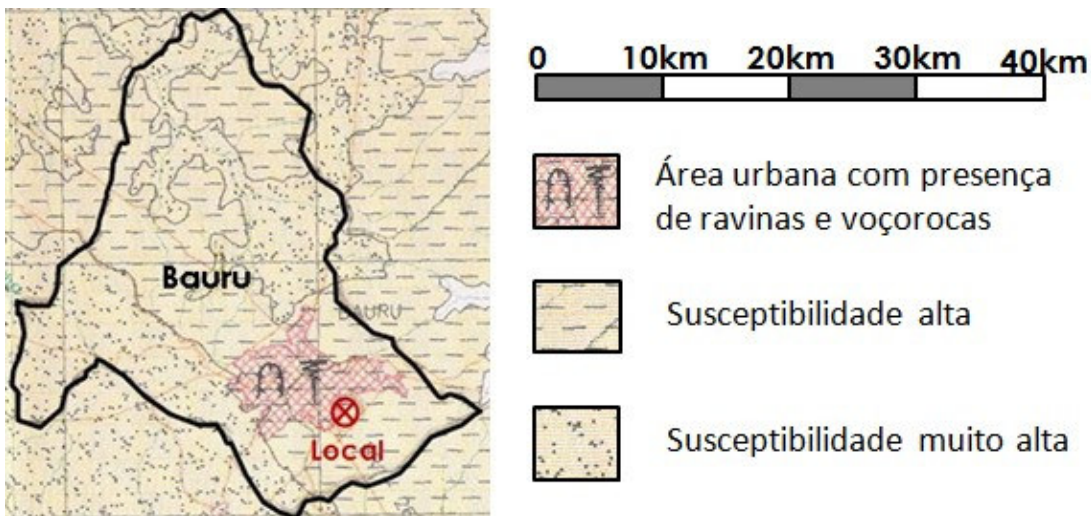 Bauru
BAURU
Local
0 10km 20km 30km 40km
Área urbana com presença
de ravinas e voçorocas
Susceptibilidade alta
Susceptibilidade muito alta